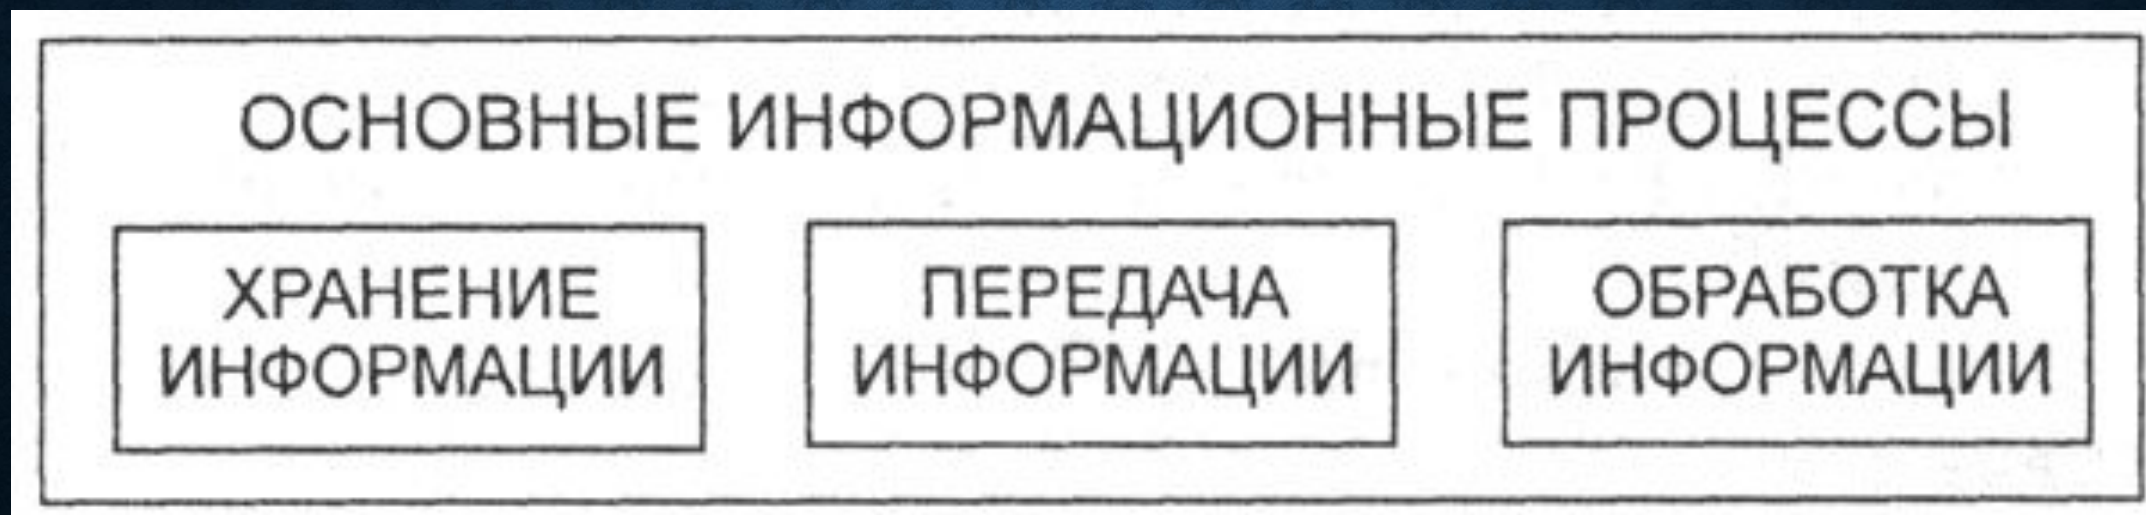 ОСНОВНЫЕ ИНФОРМАЦИОННЫЕ ПРОЦЕССЫ
ХРАНЕНИЕ
ИНФОРМАЦИИ
ПЕРЕДАЧА
ИНФОРМАЦИИ
ОБРАБОТКА
ИНФОРМАЦИИ